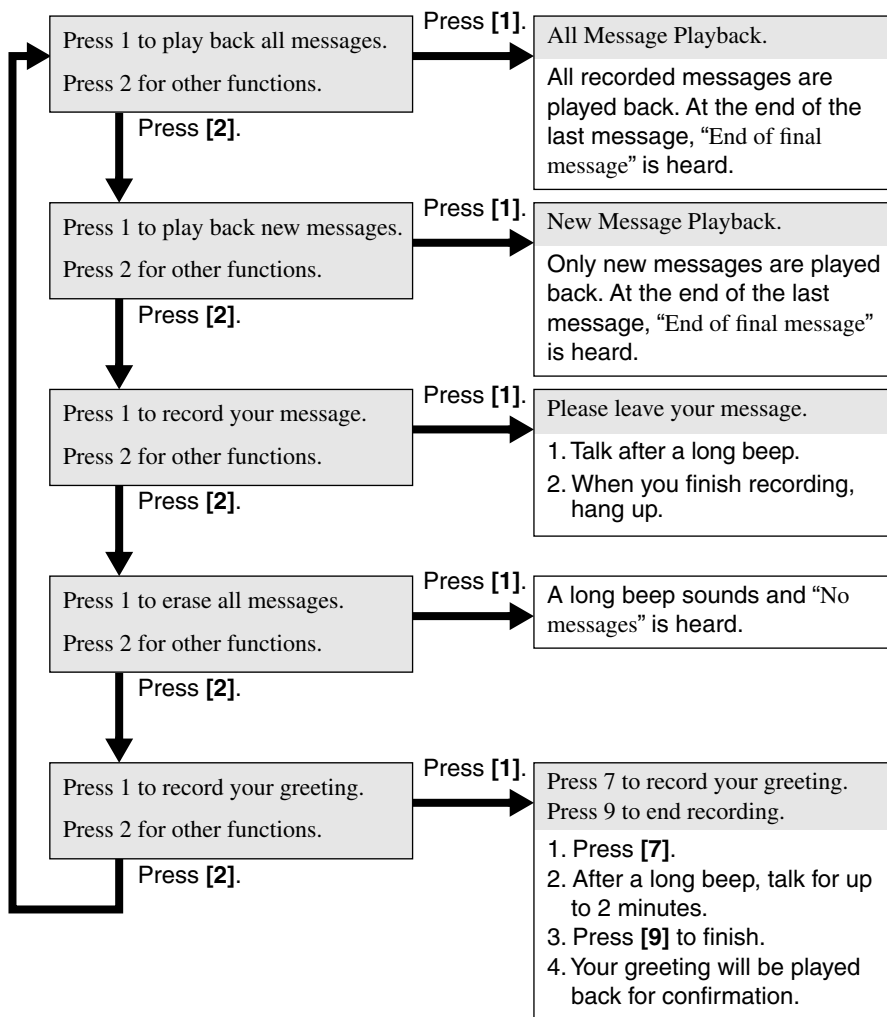 Press 1 to play back all messages.
Press 2 for other functions.
Press [1].
All Message Playback.
All recorded messages are
played back. At the end of the
last message, “End of final
message” is heard.
Press [2].
Press 1 to play back new messages.
Press 2 for other functions.
Press [1].
New Message Playback.
Only new messages are played
back. At the end of the last
message, “End of final message”
is heard.
Press [2].
Press 1 to record your message.
Press 2 for other functions.
Press [1].
Please leave your message.
1. Talk after a long beep.
2. When you finish recording,
hang up.
Press [2].
Press 1 to erase all messages.
Press 2 for other functions.
Press [1].
A long beep sounds and “No
messages” is heard.
Press [2].
Press 1 to record your greeting.
Press 2 for other functions.
Press [1].
Press 7 to record your greeting.
Press 9 to end recording.
1. Press [7].
2. After a long beep, talk for up
to 2 minutes.
3. Press [9] to finish.
4. Your greeting will be played
back for confirmation.
Press [2].